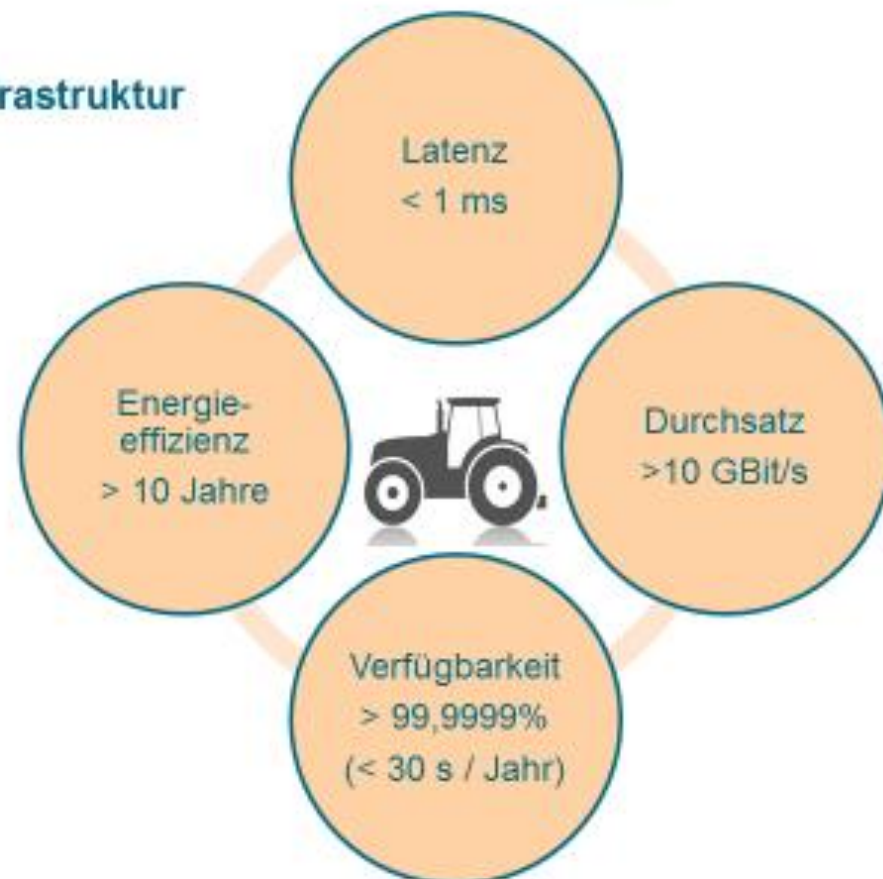 rastruktur
Latenz
< 1 ms
Energie-
effizienz
> 10 Jahre
Durchsatz
>10 GBit/s
Verfügbarkeit
> 99,9999%
(< 30 s / Jahr)